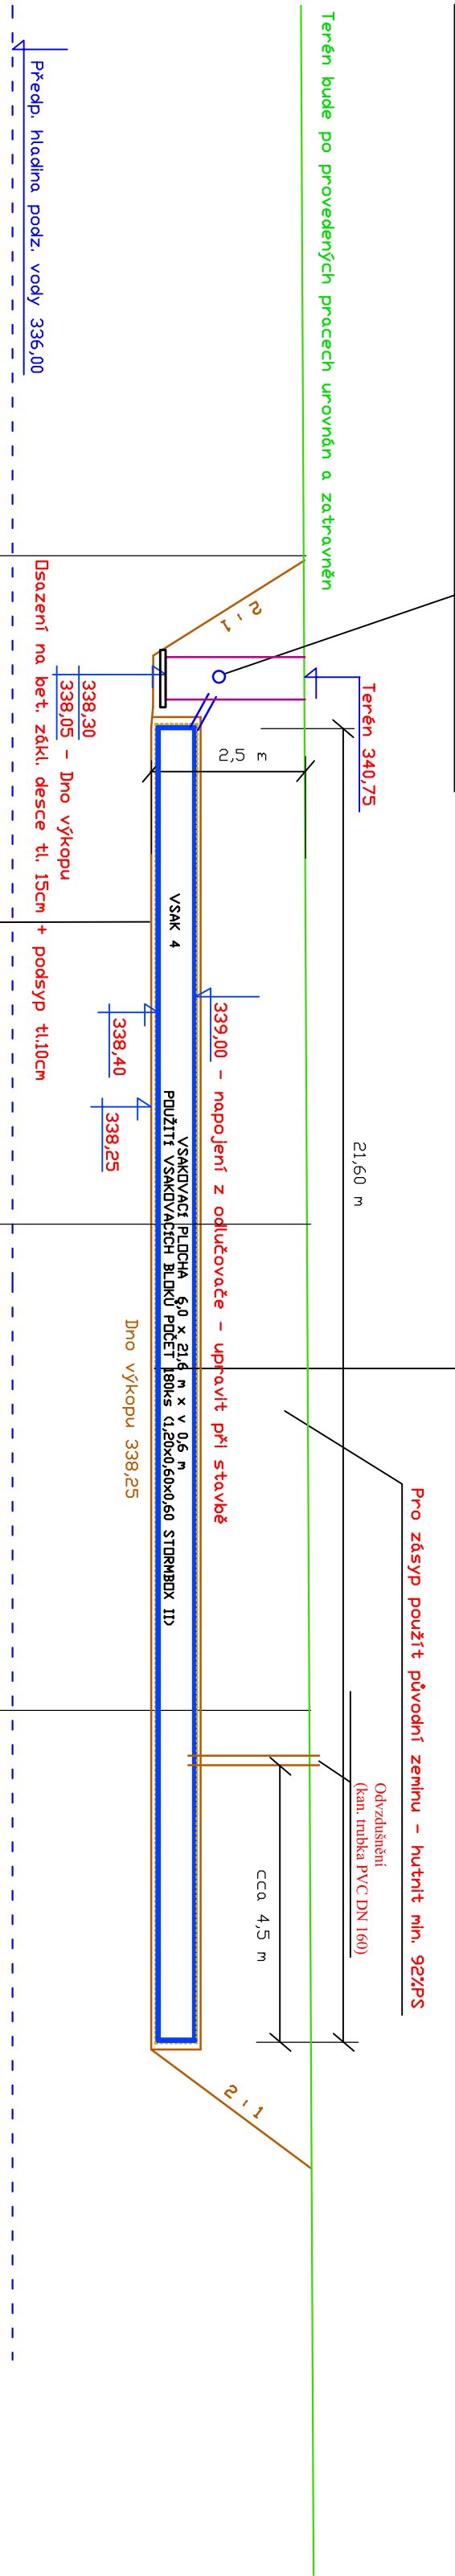 Pro zásyp použít původní zeminu - hutnit min. 92%PS
Odvzdušnění
(kan. trubka PVC DN 160)
Terén 340,75
21,60 m
Terén bude po provedených pracech urovnán a zatravněn
cca 4,5 m
2 : 1
2,5 m
2 : 1
339,00 - napojení z odlučovače - upravit při stavbě
VSAK 4
VSAKOVACÍ PLOCHA 6,0 x 21,6 m x v 0,6 m
POUŽITÍ VSAKOVACÍCH BLOKŮ POČET 180ks (1,20x0,60x0,60 STORMBOX II)
Dno výkopu 338,25
338,40
338,25
338,30
338,05 - Dno výkopu
Osazení na bet. zákl. desce tl. 15cm + podsyp tl.10cm
Předp. hladina podz. vody 336,00